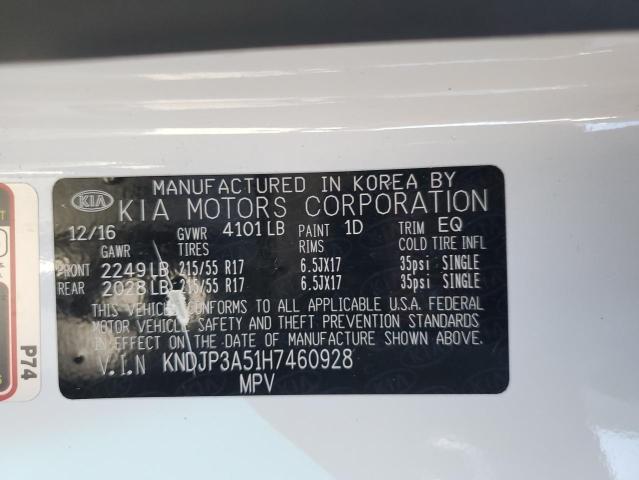 MANUFACTURED IN KOREA BY
KIA KIA MOTORS CORPORATION
12/16 GVWR 4101 LB PAINT 1D TRIM EQ
GAWR TIRES RIMS COLD TIRE INFL
FRONT 2249 LB 215/55 R17 6.5JX17 35psi SINGLE
REAR 2028 LB 215/55 R17 6.5JX17 35psi SINGLE
THIS VEHICLE CONFORMS TO ALL APPLICABLE U.S.A. FEDERAL
MOTOR VEHICLE SAFETY AND THEFT PREVENTION STANDARDS
IN EFFECT ON THE DATE OF MANUFACTURE SHOWN ABOVE.
V.I.N KNDJP3A51H7460928
MPV
P74